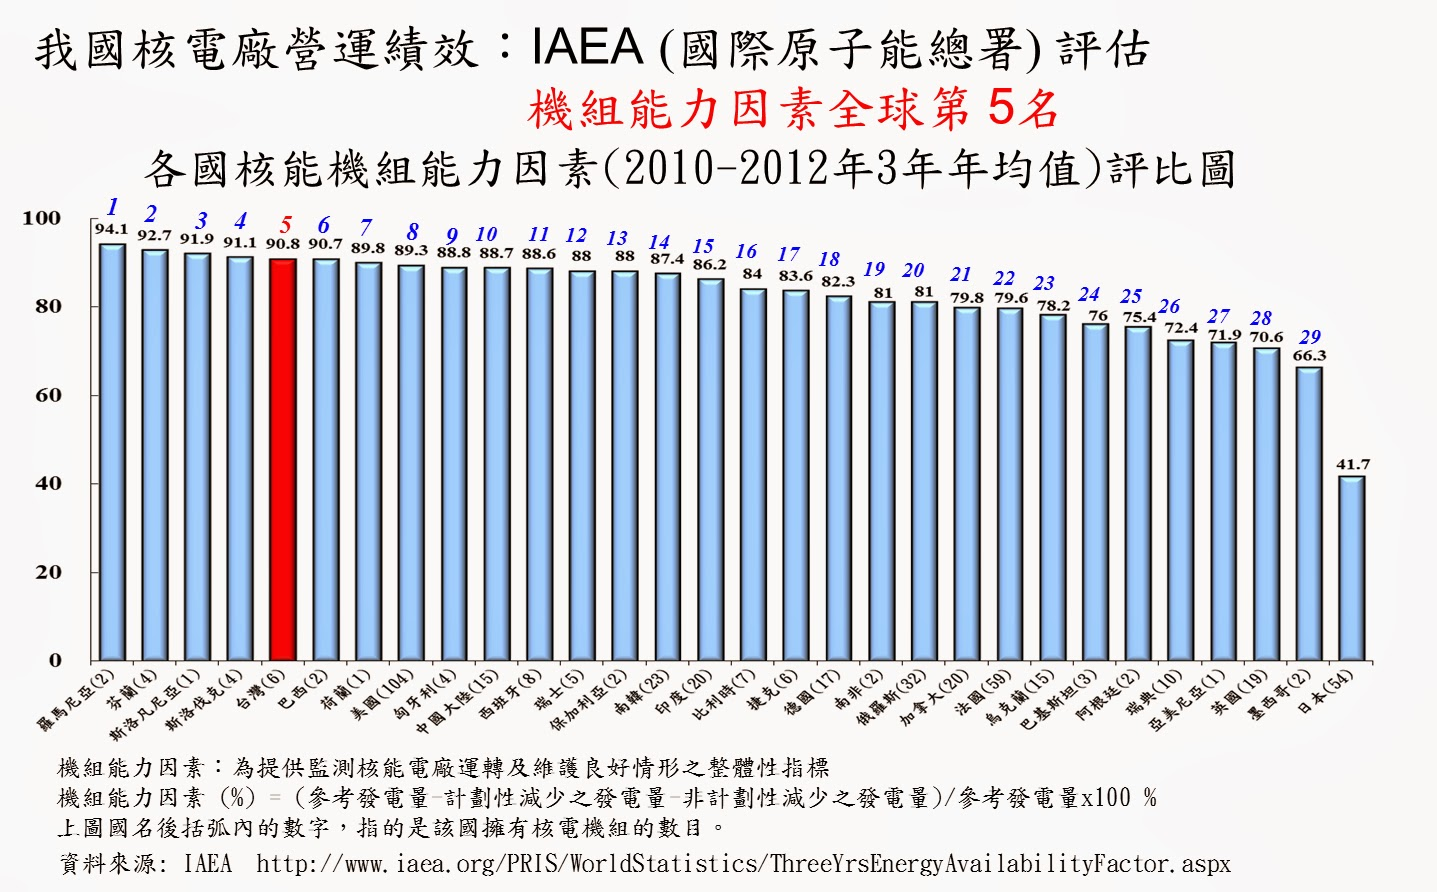 我國核電廠營運績效：IAEA (國際原子能總署) 評估
機組能力因素全球第 5名
各國核能機組能力因素(2010-2012年3年年均值)評比圖
1 2 3 4 5 6 7 8 9 10 11 12 13 14 15 16 17 18 19 20 21 22 23 24 25 26 27 28 29
94.1 92.7 91.9 91.1 90.8 90.7 89.8 89.3 88.8 88.7 88.6 88 88 87.4 86.2 84 83.6 82.3 81 81 79.8 79.6 78.2 76 75.4 72.4 71.9 70.6 66.3 41.7
100
80
60
40
20
0
羅馬尼亞(2)
芬蘭(4)
斯洛凡尼亞(1)
斯洛伐克(4)
台灣(6)
巴西(2)
荷蘭(1)
美國(104)
匈牙利(4)
中國大陸(15)
西班牙(8)
瑞士(5)
保加利亞(2)
南韓(23)
印度(20)
比利時(7)
捷克(6)
德國(17)
南非(2)
俄羅斯(32)
加拿大(20)
法國(59)
烏克蘭(15)
巴基斯坦(3)
阿根廷(2)
瑞典(10)
亞美尼亞(1)
英國(19)
墨西哥(2)
日本(54)
機組能力因素：為提供監測核能電廠運轉及維護良好情形之整體性指標
機組能力因素 (%) = (參考發電量-計劃性減少之發電量-非計劃性減少之發電量)/參考發電量x100 %
上圖國名後括弧內的數字，指的是該國擁有核電機組的數目。
資料來源: IAEA http://www.iaea.org/PRIS/WorldStatistics/ThreeYrsEnergyAvailabilityFactor.aspx